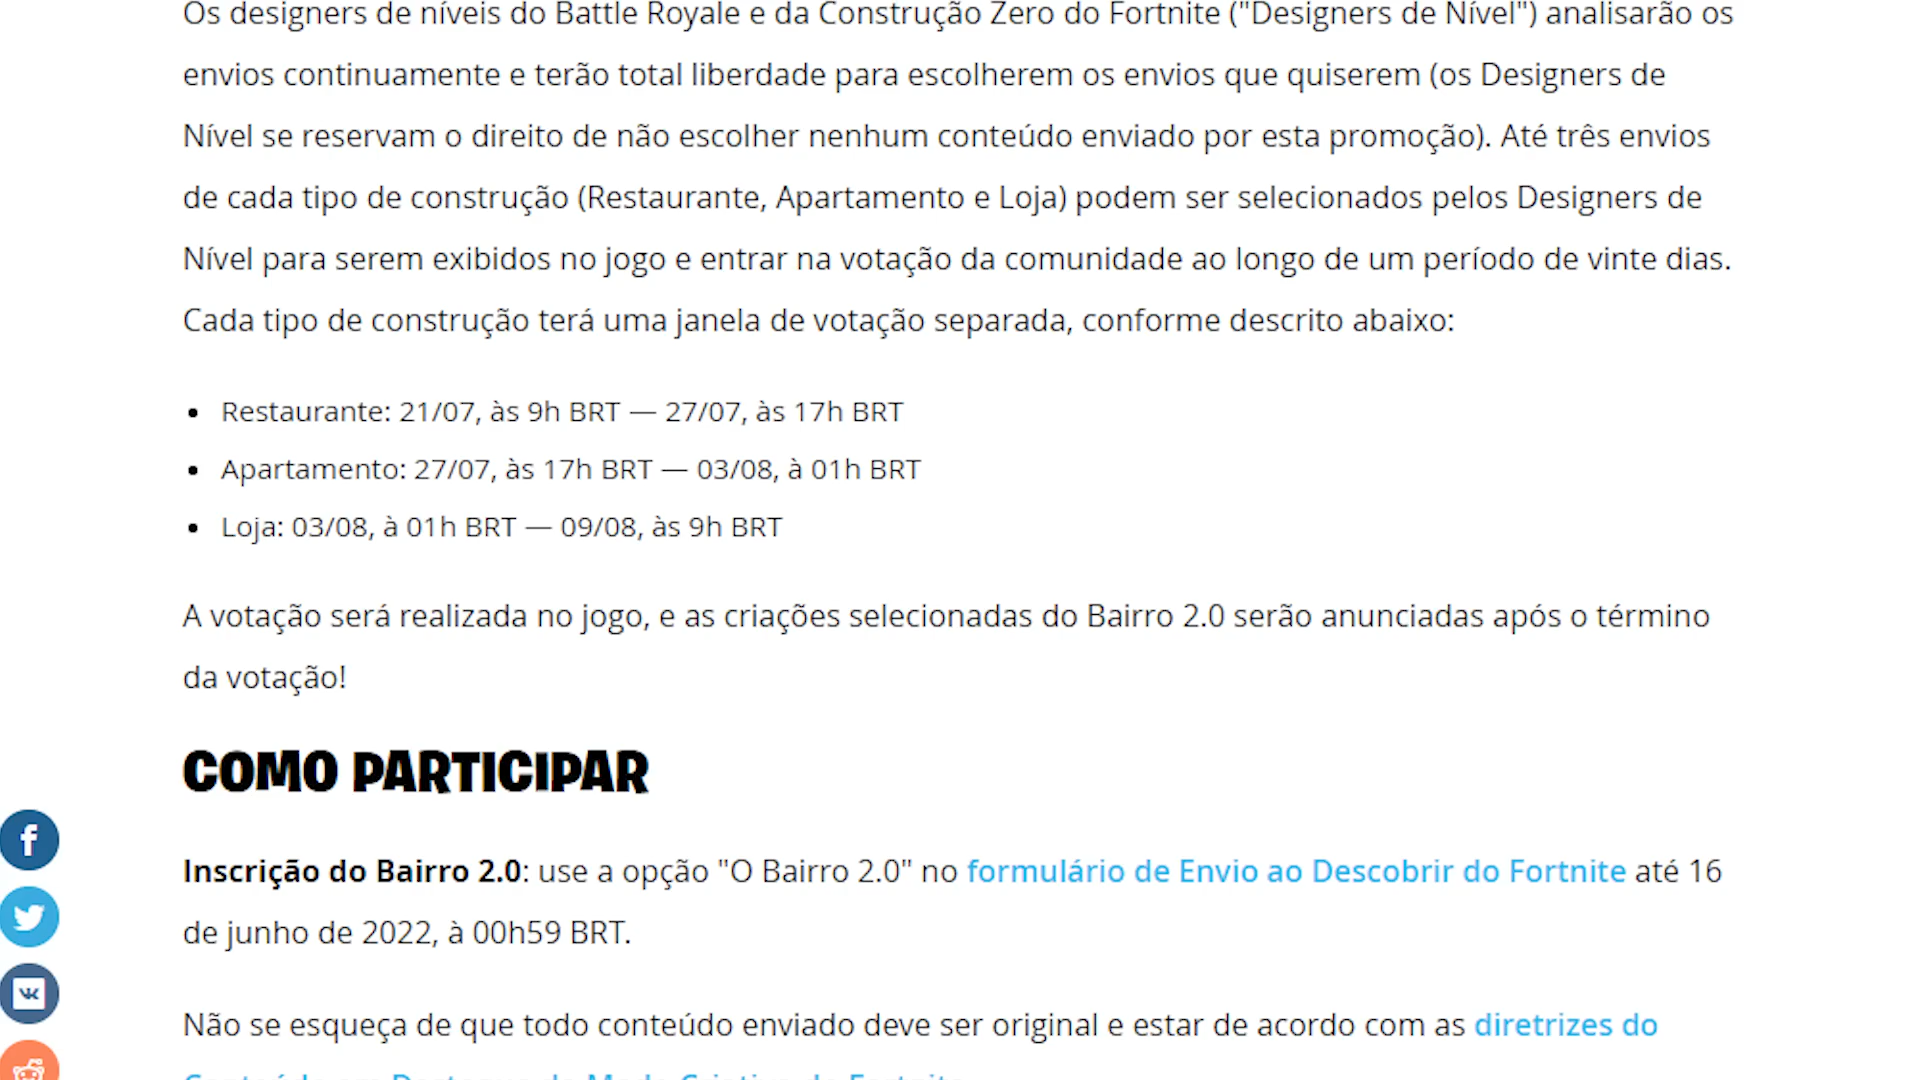 Os designers de níveis do Battle Royale e da Construção Zero do Fortnite ("Designers de Nível") analisarão os
envios continuamente e terão total liberdade para escolherem os envios que quiserem (os Designers de
Nível se reservam o direito de não escolher nenhum conteúdo enviado por esta promoção). Até três envios
de cada tipo de construção (Restaurante, Apartamento e Loja) podem ser selecionados pelos Designers de
Nível para serem exibidos no jogo e entrar na votação da comunidade ao longo de um período de vinte dias.
Cada tipo de construção terá uma janela de votação separada, conforme descrito abaixo:
• Restaurante: 21/07, às 9h BRT — 27/07, às 17h BRT
• Apartamento: 27/07, às 17h BRT — 03/08, à 01h BRT
• Loja: 03/08, à 01h BRT — 09/08, às 9h BRT
A votação será realizada no jogo, e as criações selecionadas do Bairro 2.0 serão anunciadas após o término
da votação!
COMO PARTICIPAR
Inscrição do Bairro 2.0: use a opção "O Bairro 2.0" no formulário de Envio ao Descobrir do Fortnite até 16
de junho de 2022, à 00h59 BRT.
Não se esqueça de que todo conteúdo enviado deve ser original e estar de acordo com as diretrizes do